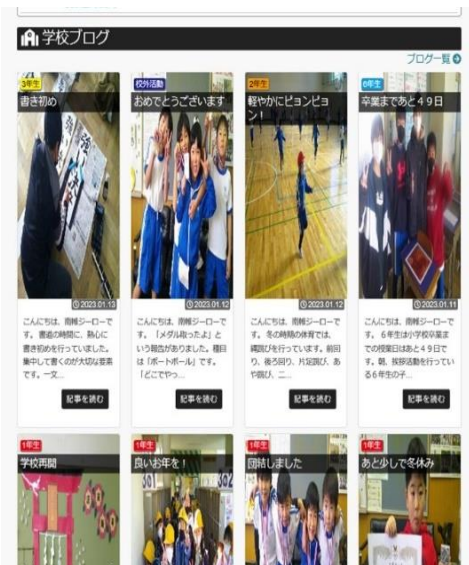 学校ブログ
ブログ一覧
3年生
書き初め
2023.01.13
こんにちは、雨
ジーローで
す。書道の時間に、熱心に
書き初めを行っていました。
集中して書くのが大切な要素
です。一文...
記事を読む
校外活動
おめでとうございます
2023.01.12
こんにちは、
ジーローで
す。「メダル取ったよ」と
いう報告がありました。種目
は「ポートボール」です。
「どこでやっ...
記事を読む
2年生
軽やかにピョンピョ
ン！
2023.01.12
こんにちは、
ジーローで
す。冬の時期の体育では、
縄跳びを行っています。前回
り、後ろ回り、片足跳び、あ
や跳び、二...
記事を読む
6年生
卒業まであと４９日
2023.01.11
こんにちは、
ジーローで
す。６年生は小学校卒業ま
での授業日はあと４９日で
す。朝、挨拶活動を行ってい
る６年生の子...
記事を読む
1年生
学校再開
1年生
良いお年を！
1年生
団結しました
1年生
あと少しで冬休み